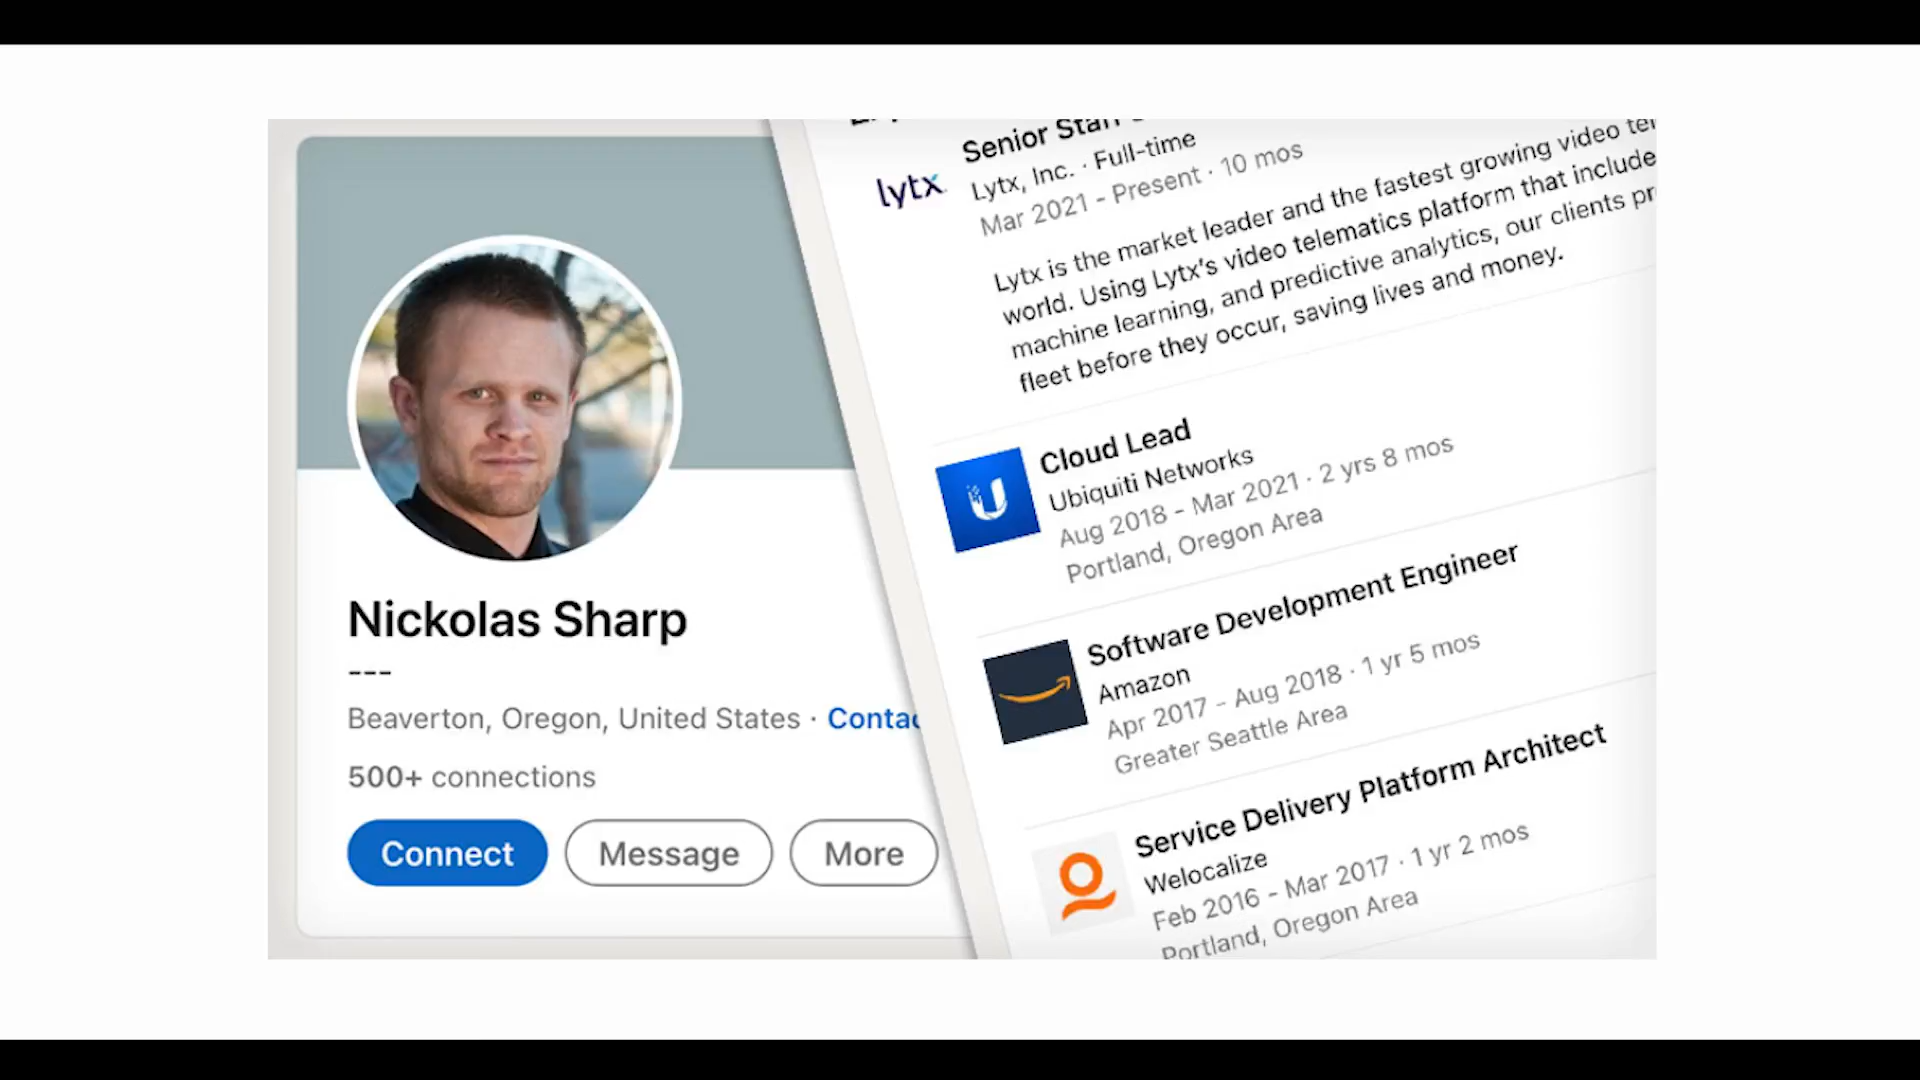 Nickolas Sharp
---
Beaverton, Oregon, United States ·
500+ connections
Connect
Message
More
Senior
lytx
Lytx, Inc. · Full-time
Mar 2021 - Present · 10 mos
Lytx is the market leader and the fastest growing video
world. Using Lytx's video telematics platform that include
machine learning, and predictive analytics, our clients
fleet before they occur, saving lives and money.
Cloud Lead
Ubiquiti Networks
Aug 2018 - Mar 2021 · 2 yrs 8 mos
Portland, Oregon Area
Software Development Engineer
Amazon
Apr 2017 - Aug 2018 · 1 yr 5 mos
Greater Seattle Area
Service Delivery Platform Architect
Welocalize
Feb 2016 - Mar 2017 · 1 yr 2 mos
Portland, Oregon Area